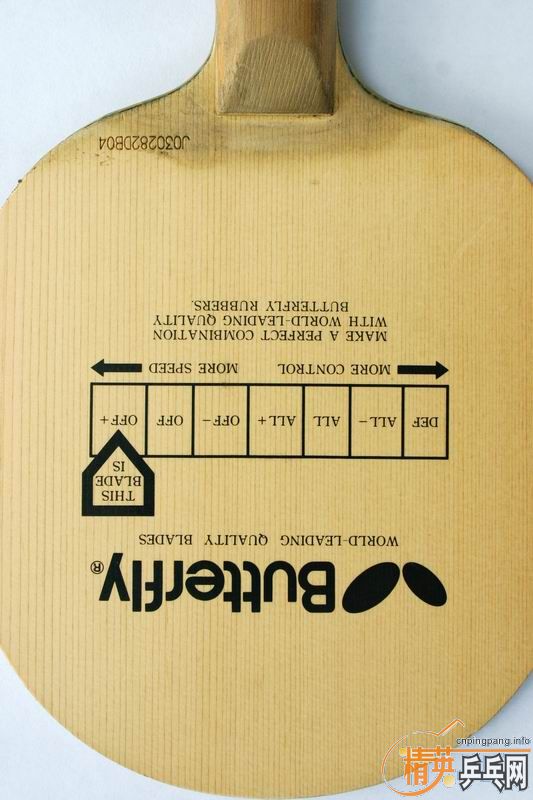 Butterfly®
WORLD-LEADING QUALITY BLADES
THIS
BLADE
IS
DEF ALL− ALL ALL+ OFF− OFF OFF+
MORE CONTROL MORE SPEED
MAKE A PERFECT COMBINATION
WITH WORLD-LEADING QUALITY
BUTTERFLY RUBBERS.
J030282DB04
cnpingpang.info
精英乒乓网